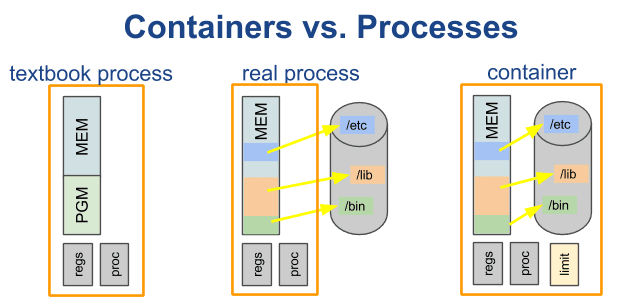 Containers vs. Processes
textbook process
MEM
PGM
regs
proc
real process
MEM
/etc
/lib
/bin
regs
proc
container
MEM
/etc
/lib
/bin
regs
proc
limit